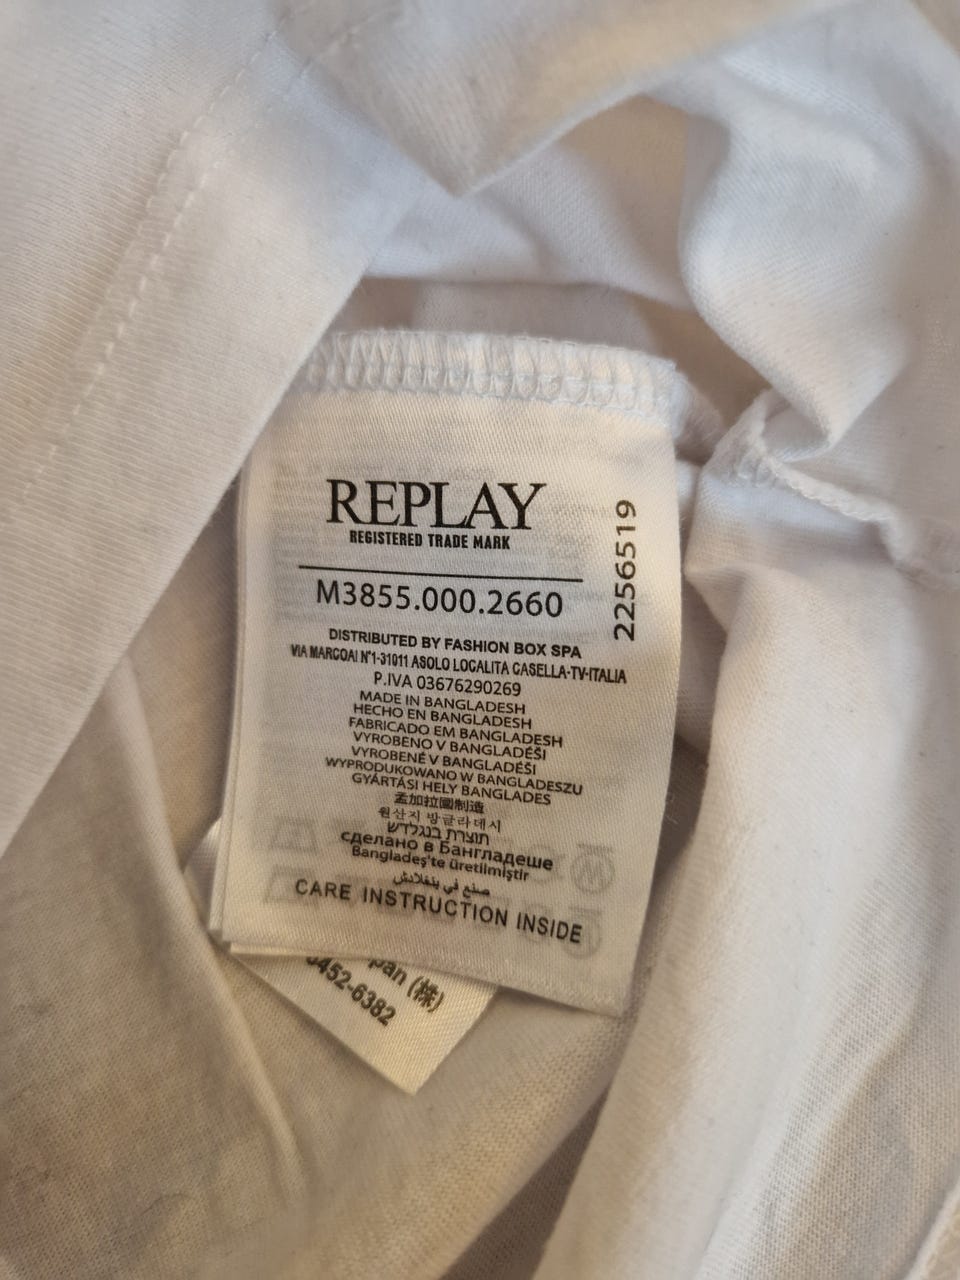 REPLAY
REGISTERED TRADE MARK
M3855.000.2660
2256519
DISTRIBUTED BY FASHION BOX SPA
VIA MARCOAI N°1-31011 ASOLO LOCALITA CASELLA-TV-ITALIA
P.IVA 03676290269
MADE IN BANGLADESH
HECHO EN BANGLADESH
FABRICADO EM BANGLADESH
VYROBENO V BANGLADÉŠI
VYROBENÉ V BANGLADÉŠI
WYPRODUKOWANO W BANGLADESZU
GYÁRTÁSI HELY BANGLADES
孟加拉國制造
원산지 방글라데시
תוצרת בנגלדש
сделано в Бангладеше
Bangladeş'te üretilmiştir
صنع في بنغلادش
CARE INSTRUCTION INSIDE
pan (株)
3452-6382